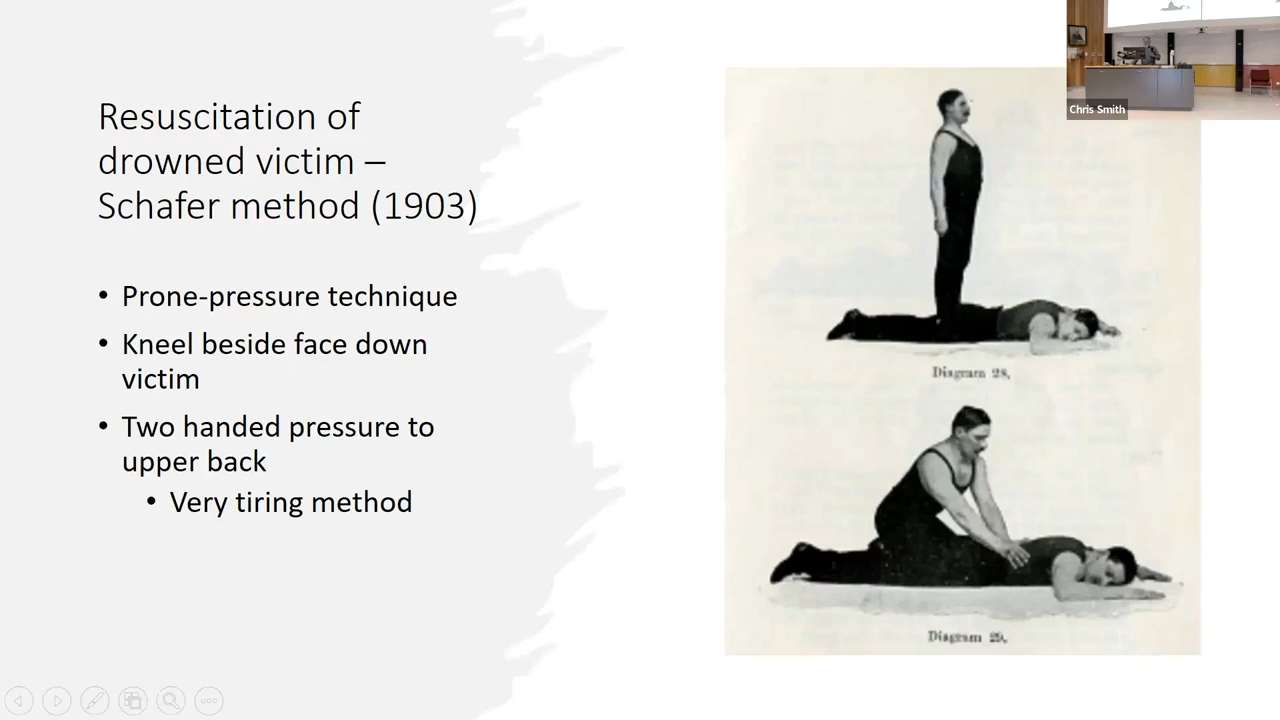 Resuscitation of
drowned victim –
Schafer method (1903)
• Prone-pressure technique
• Kneel beside face down
victim
• Two handed pressure to
upper back
• Very tiring method
Diagram 28.
Diagram 29.
Chris Smith